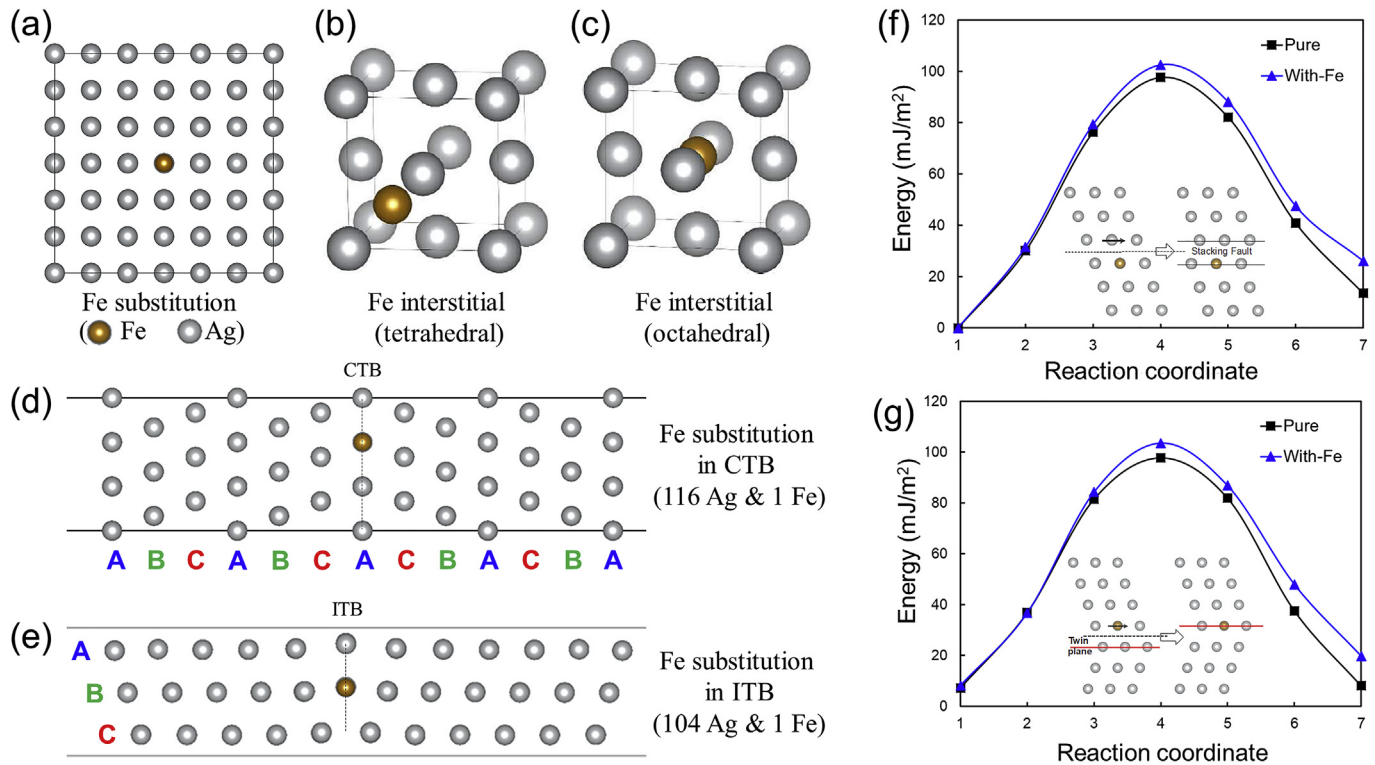 (a)
Fe substitution
( Fe Ag)
(b)
Fe interstitial
(tetrahedral)
(c)
Fe interstitial
(octahedral)
(d)
CTB
A B C A B C A C B A C B A
Fe substitution
in CTB
(116 Ag & 1 Fe)
(e)
ITB
A
B
C
Fe substitution
in ITB
(104 Ag & 1 Fe)
(f)
Energy (mJ/m²)
120
100
80
60
40
20
0
Pure
With-Fe
Stacking Fault
1 2 3 4 5 6 7
Reaction coordinate
(g)
Energy (mJ/m²)
120
100
80
60
40
20
0
Pure
With-Fe
Twin
plane
1 2 3 4 5 6 7
Reaction coordinate